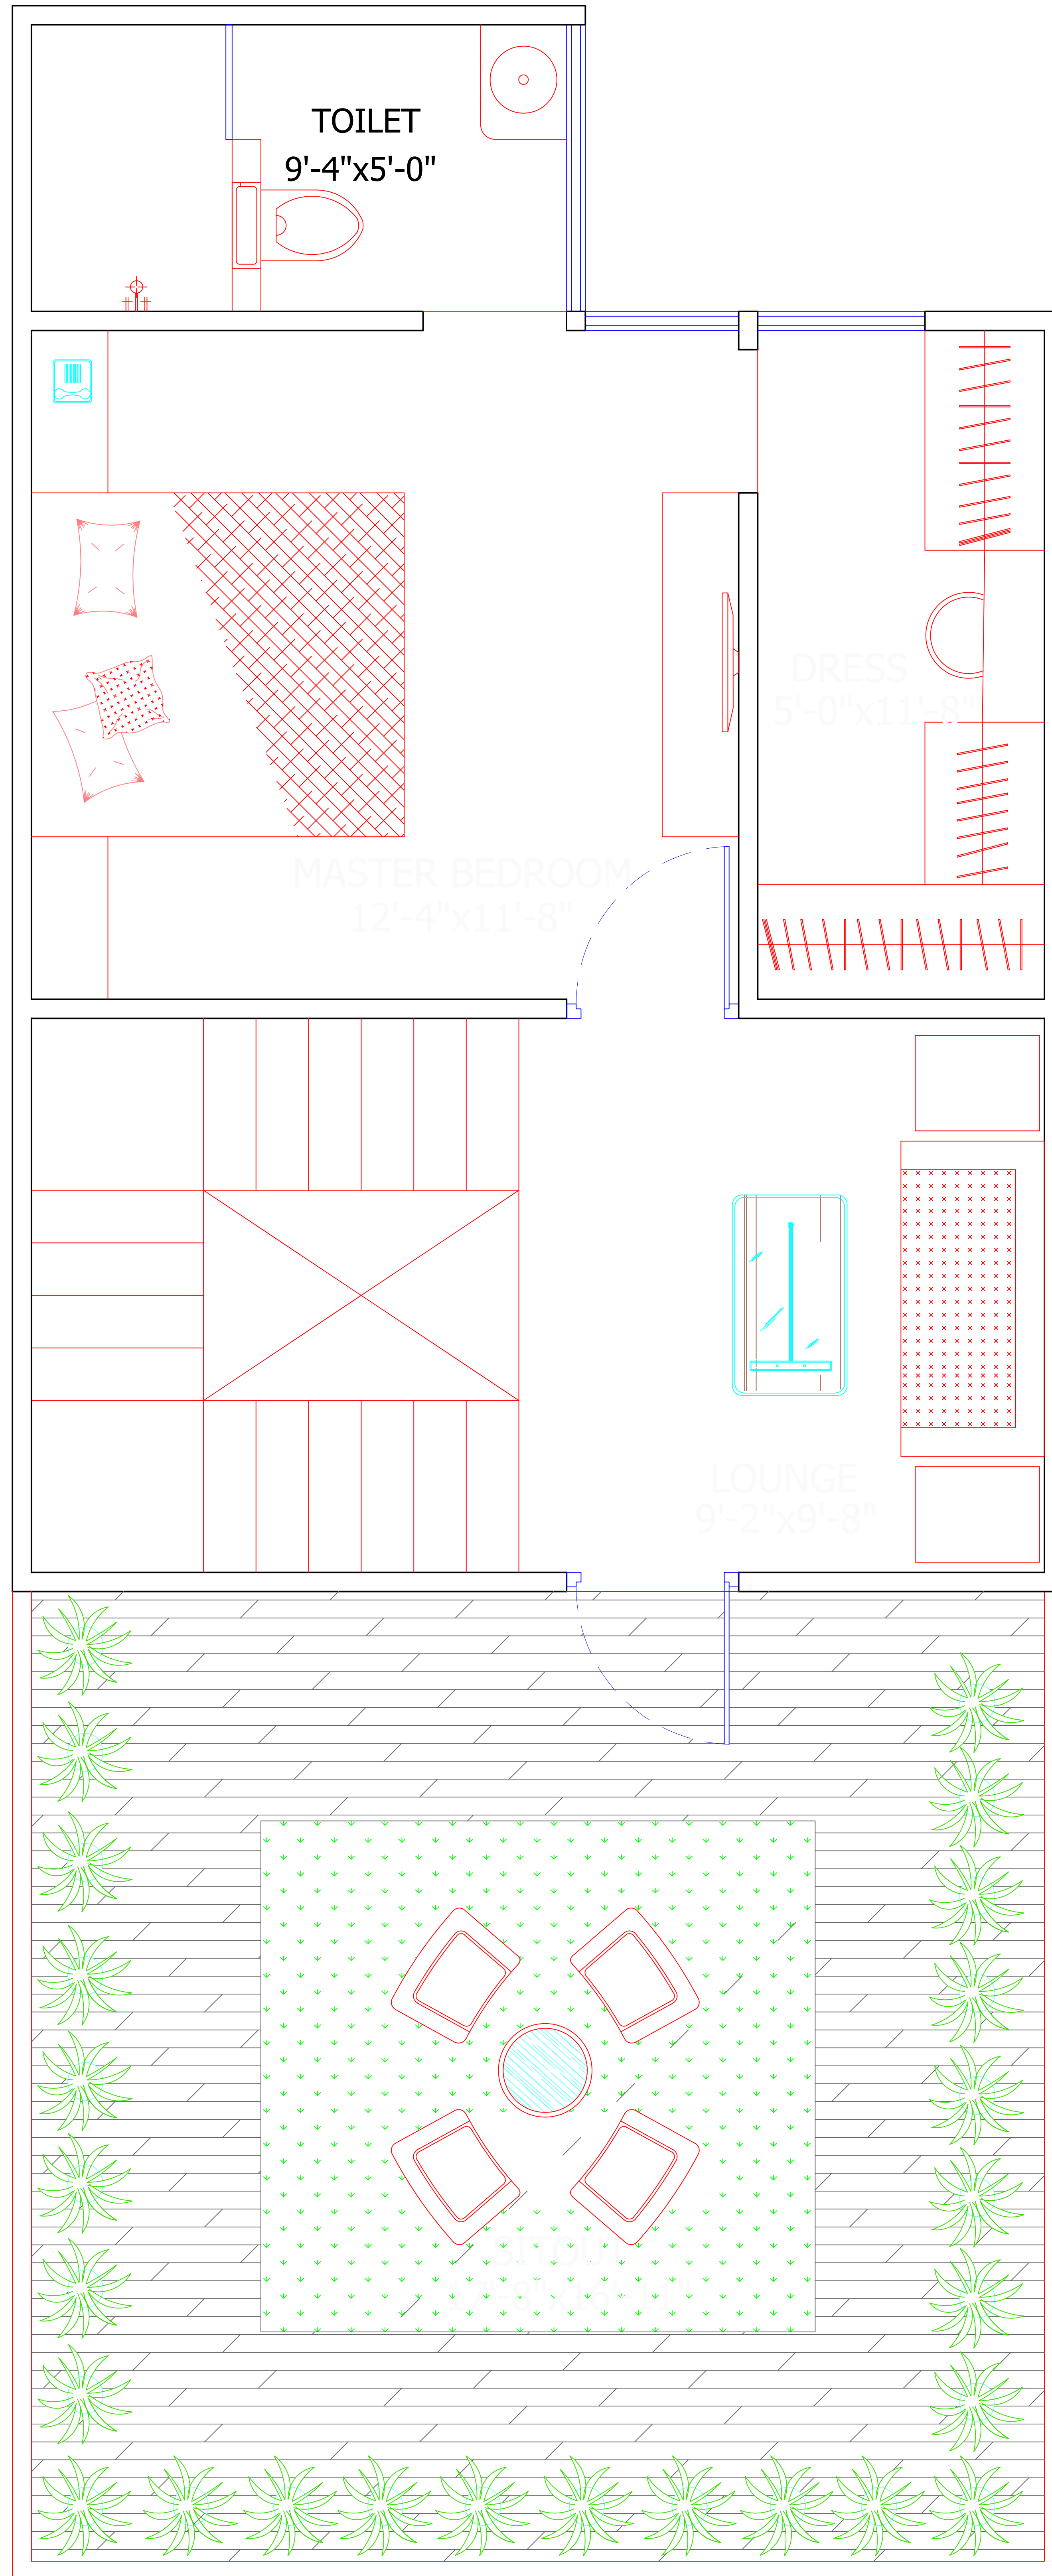 TOILET
9'-4"x5'-0"
DRESS
5'-0"x11'-8"
MASTER BEDROOM
12'-4"x11'-8"
LOUNGE
9'-2"x9'-8"